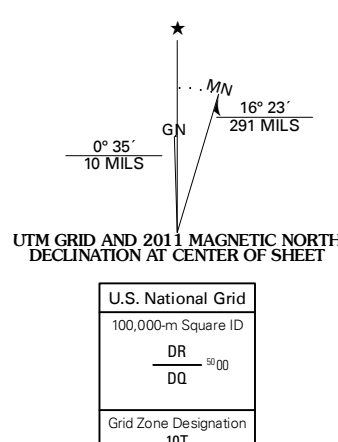 ★
MN
16° 23´
291 MILS
GN
0° 35´
10 MILS
UTM GRID AND 2011 MAGNETIC NORTH
DECLINATION AT CENTER OF SHEET
U.S. National Grid
100,000-m Square ID
DR
5000
DQ
Grid Zone Designation
10T